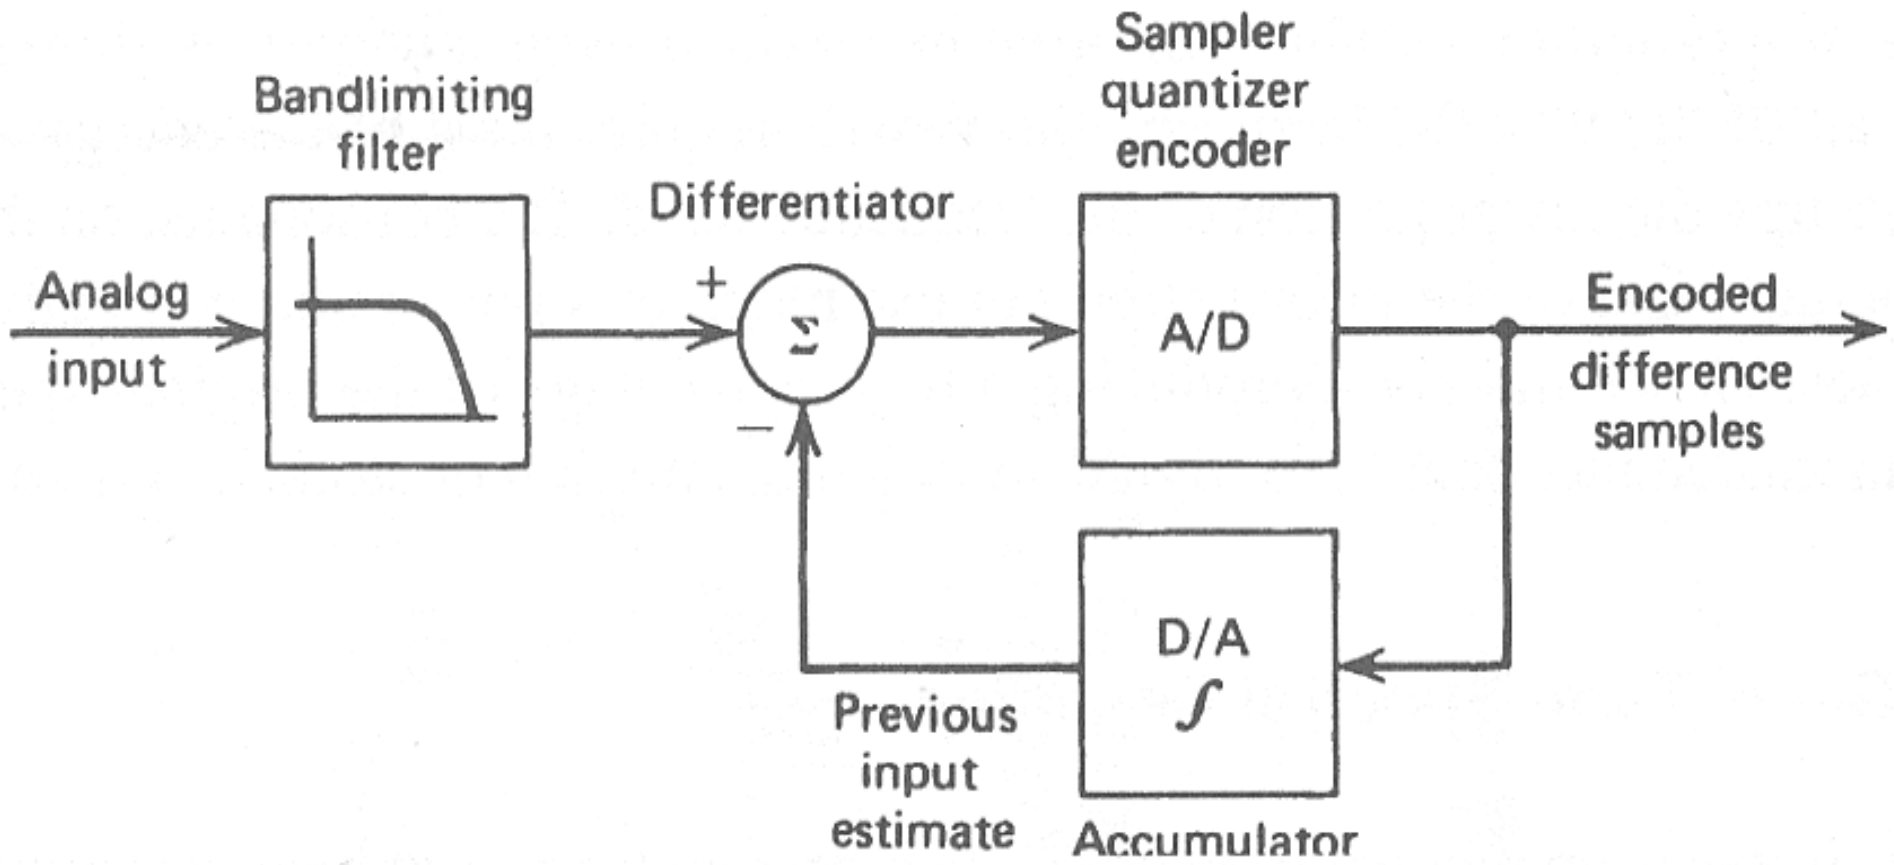 Sampler
quantizer
encoder
Bandlimiting
filter
Differentiator
Analog
input
+
Σ
−
A/D
Encoded
difference
samples
D/A
∫
Previous
input
estimate
Accumulator